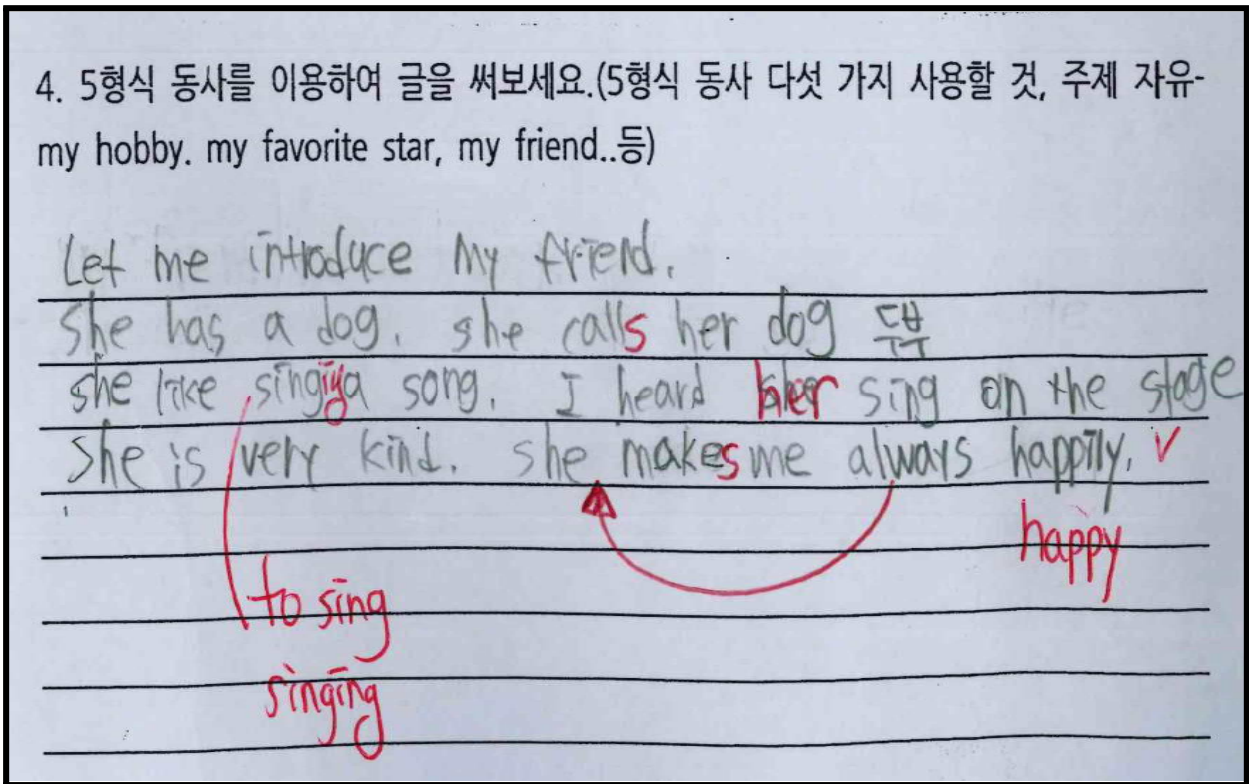 4. 5형식 동사를 이용하여 글을 써보세요.(5형식 동사 다섯 가지 사용할 것, 주제 자유-
my hobby. my favorite star, my friend..등)
Let me introduce my friend.
She has a dog. she calls her dog 두부
she like singing a song. I heard her sing on the stage
She is very kind. she makes me always happily. v
happy
to sing
singing